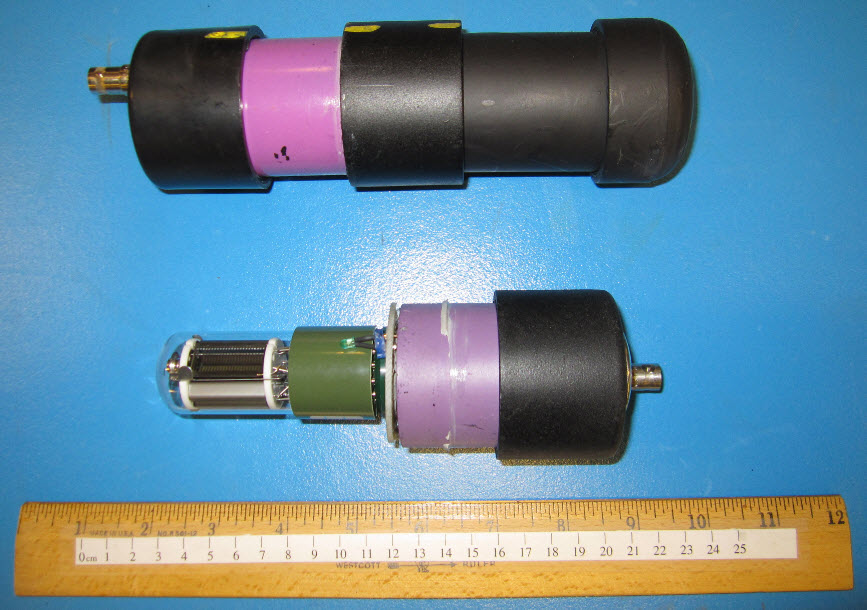 1 2 3 4 5 6 7 8 9 10 11 12
MADE IN U.S.A.
0 cm 1 2 3 4 5 6 7 8 9 10 11 12 13 14 15 16 17 18 19 20 21 22 23 24 25
WESTCOTT RULER